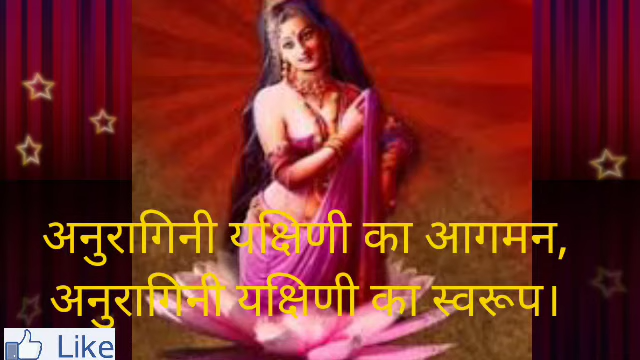 अनुरागिनी यक्षिणी का आगमन,
अनुरागिनी यक्षिणी का स्वरूप।
Like